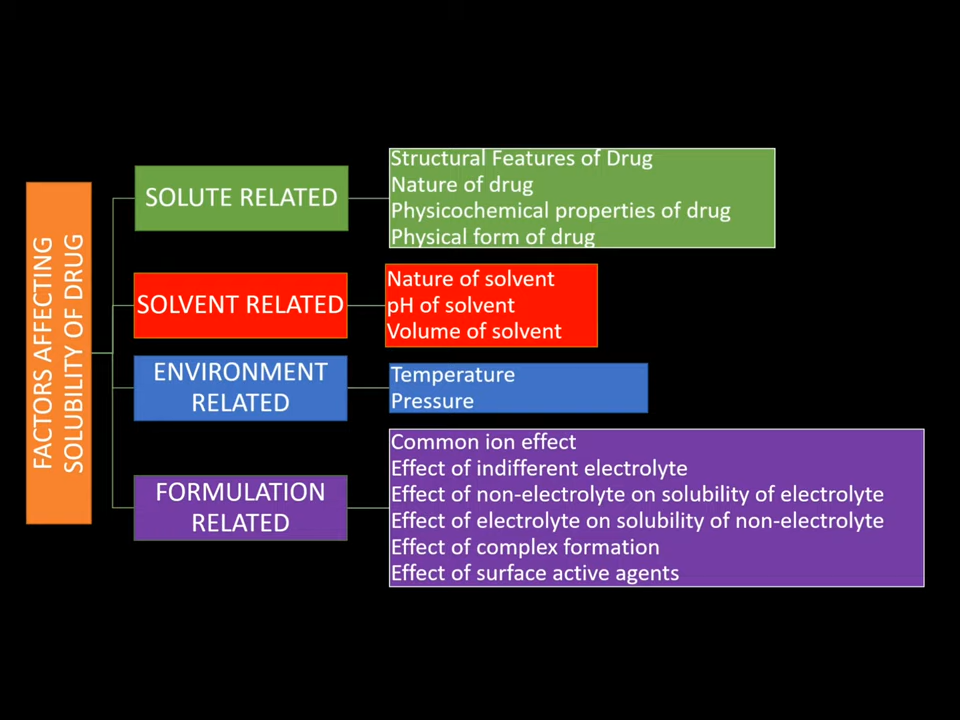 FACTORS AFFECTING
SOLUBILITY OF DRUG
SOLUTE RELATED
Structural Features of Drug
Nature of drug
Physicochemical properties of drug
Physical form of drug
SOLVENT RELATED
Nature of solvent
pH of solvent
Volume of solvent
ENVIRONMENT
RELATED
Temperature
Pressure
FORMULATION
RELATED
Common ion effect
Effect of indifferent electrolyte
Effect of non-electrolyte on solubility of electrolyte
Effect of electrolyte on solubility of non-electrolyte
Effect of complex formation
Effect of surface active agents